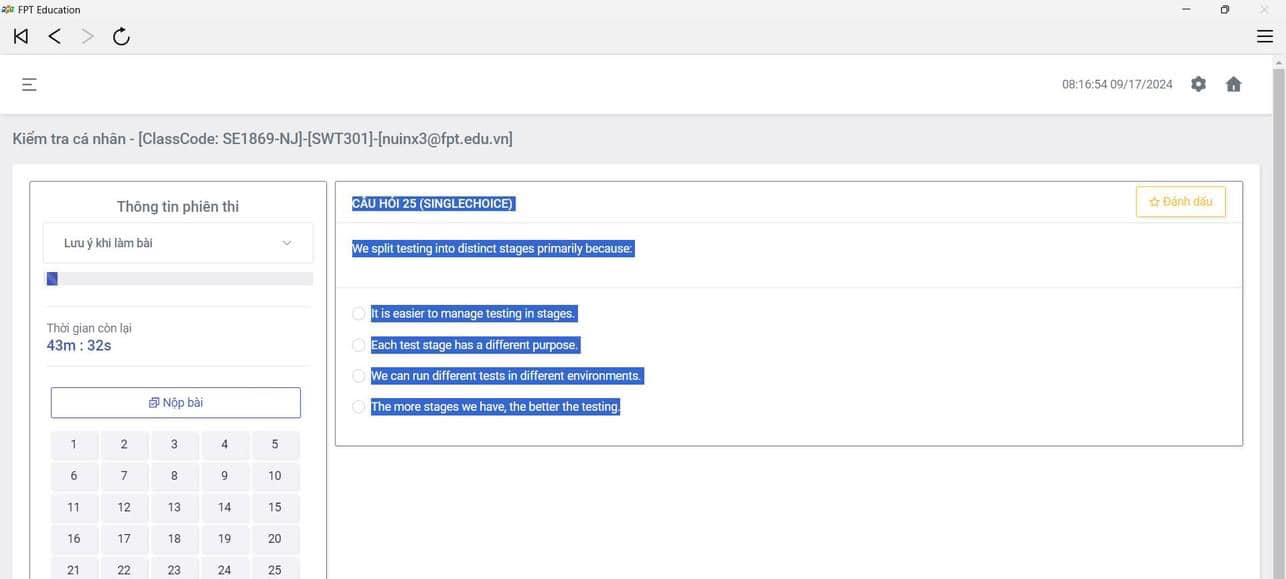 FPT Education
08:16:54 09/17/2024
Kiểm tra cá nhân - [ClassCode: SE1869-NJ]-[SWT301]-[nuinx3@fpt.edu.vn]
Thông tin phiên thi
Lưu ý khi làm bài
Thời gian còn lại
43m : 32s
Nộp bài
1 2 3 4 5
6 7 8 9 10
11 12 13 14 15
16 17 18 19 20
21 22 23 24 25
CÂU HỎI 25 (SINGLECHOICE)
Đánh dấu
We split testing into distinct stages primarily because:
It is easier to manage testing in stages.
Each test stage has a different purpose.
We can run different tests in different environments.
The more stages we have, the better the testing.